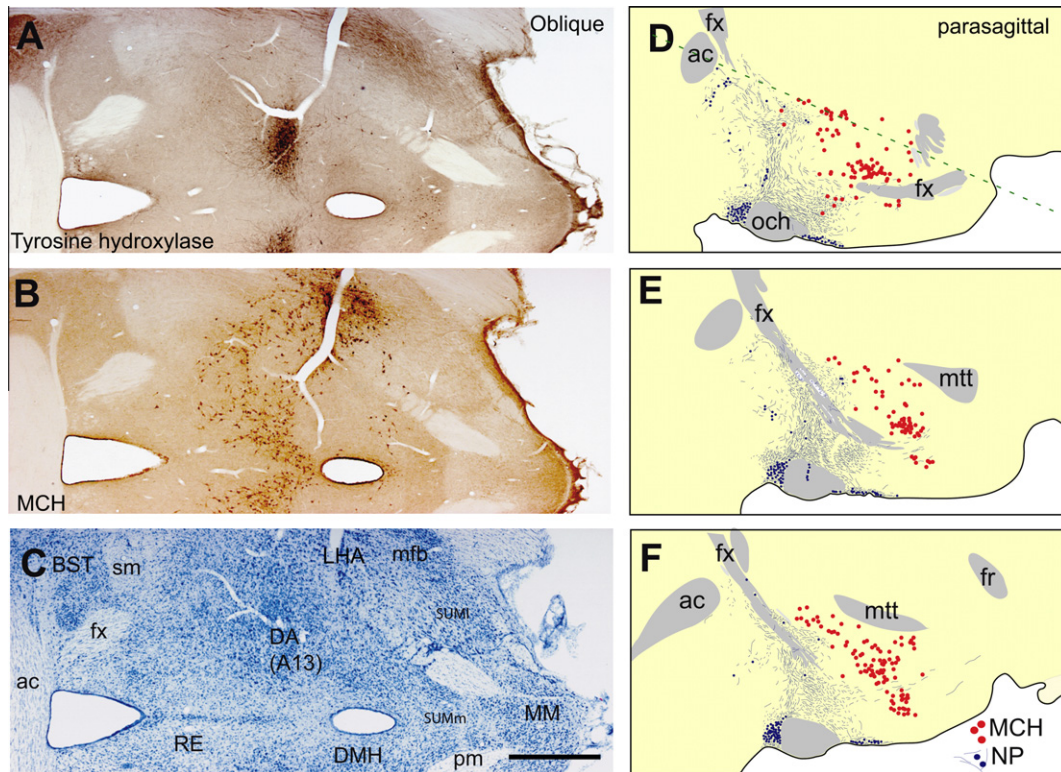 A
Oblique
Tyrosine hydroxylase
B
MCH
C
BST
sm
LHA
mfb
SUMl
fx
DA
(A13)
ac
SUMm
MM
RE
DMH
pm
D
fx
parasagittal
ac
fx
och
E
fx
mtt
F
fx
fr
ac
mtt
MCH
NP